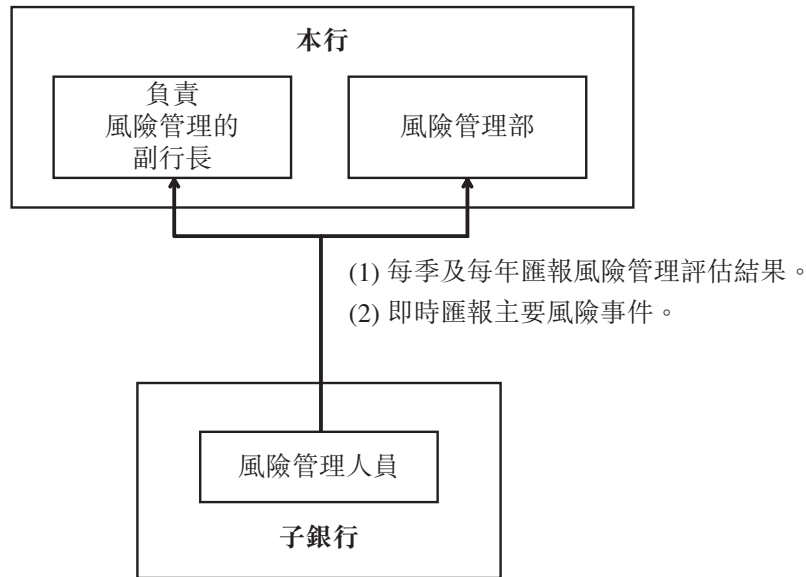 本行
負責
風險管理的
副行長
風險管理部
(1) 每季及每年匯報風險管理評估結果。
(2) 即時匯報主要風險事件。
風險管理人員
子銀行